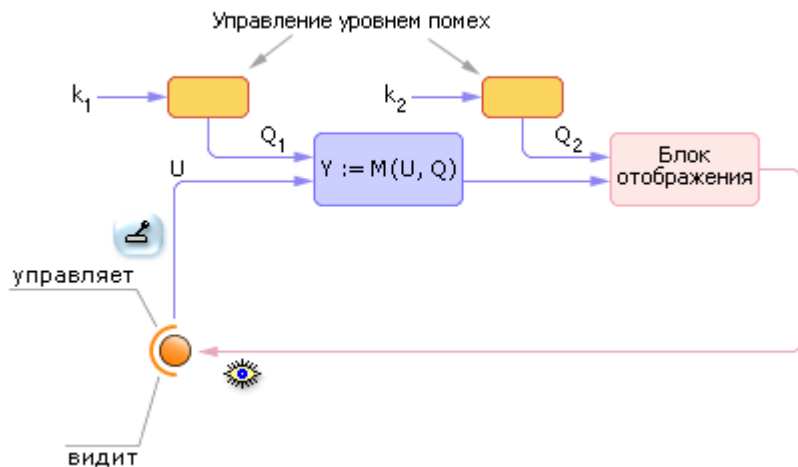 Управление уровнем помех
k₁
k₂
Q₁
Q₂
U
Y := M(U, Q)
Блок
отображения
управляет
видит